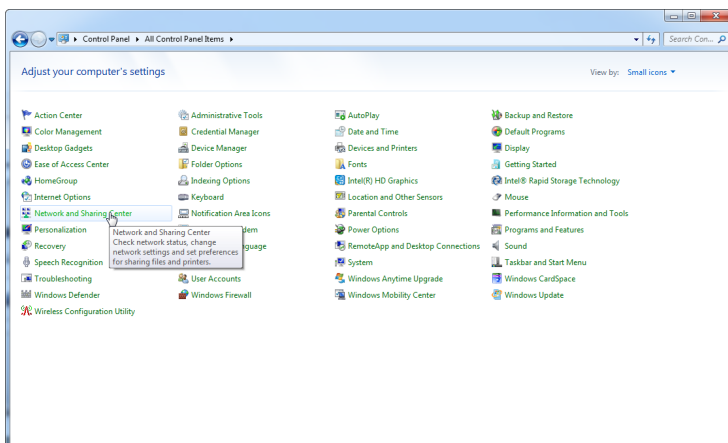 Control Panel All Control Panel Items
Search Con...
Adjust your computer's settings
View by: Small icons
Action Center Administrative Tools AutoPlay Backup and Restore
Color Management Credential Manager Date and Time Default Programs
Desktop Gadgets Device Manager Devices and Printers Display
Ease of Access Center Folder Options Fonts Getting Started
HomeGroup Indexing Options Intel(R) HD Graphics Intel® Rapid Storage Technology
Internet Options Keyboard Location and Other Sensors Mouse
Network and Sharing Center Notification Area Icons Parental Controls Performance Information and Tools
Personalization Power Options Programs and Features
Network and Sharing Center
Check network status, change
network settings and set preferences
for sharing files and printers.
Recovery RemoteApp and Desktop Connections Sound
Speech Recognition System Taskbar and Start Menu
Troubleshooting User Accounts Windows Anytime Upgrade Windows CardSpace
Windows Defender Windows Firewall Windows Mobility Center Windows Update
Wireless Configuration Utility